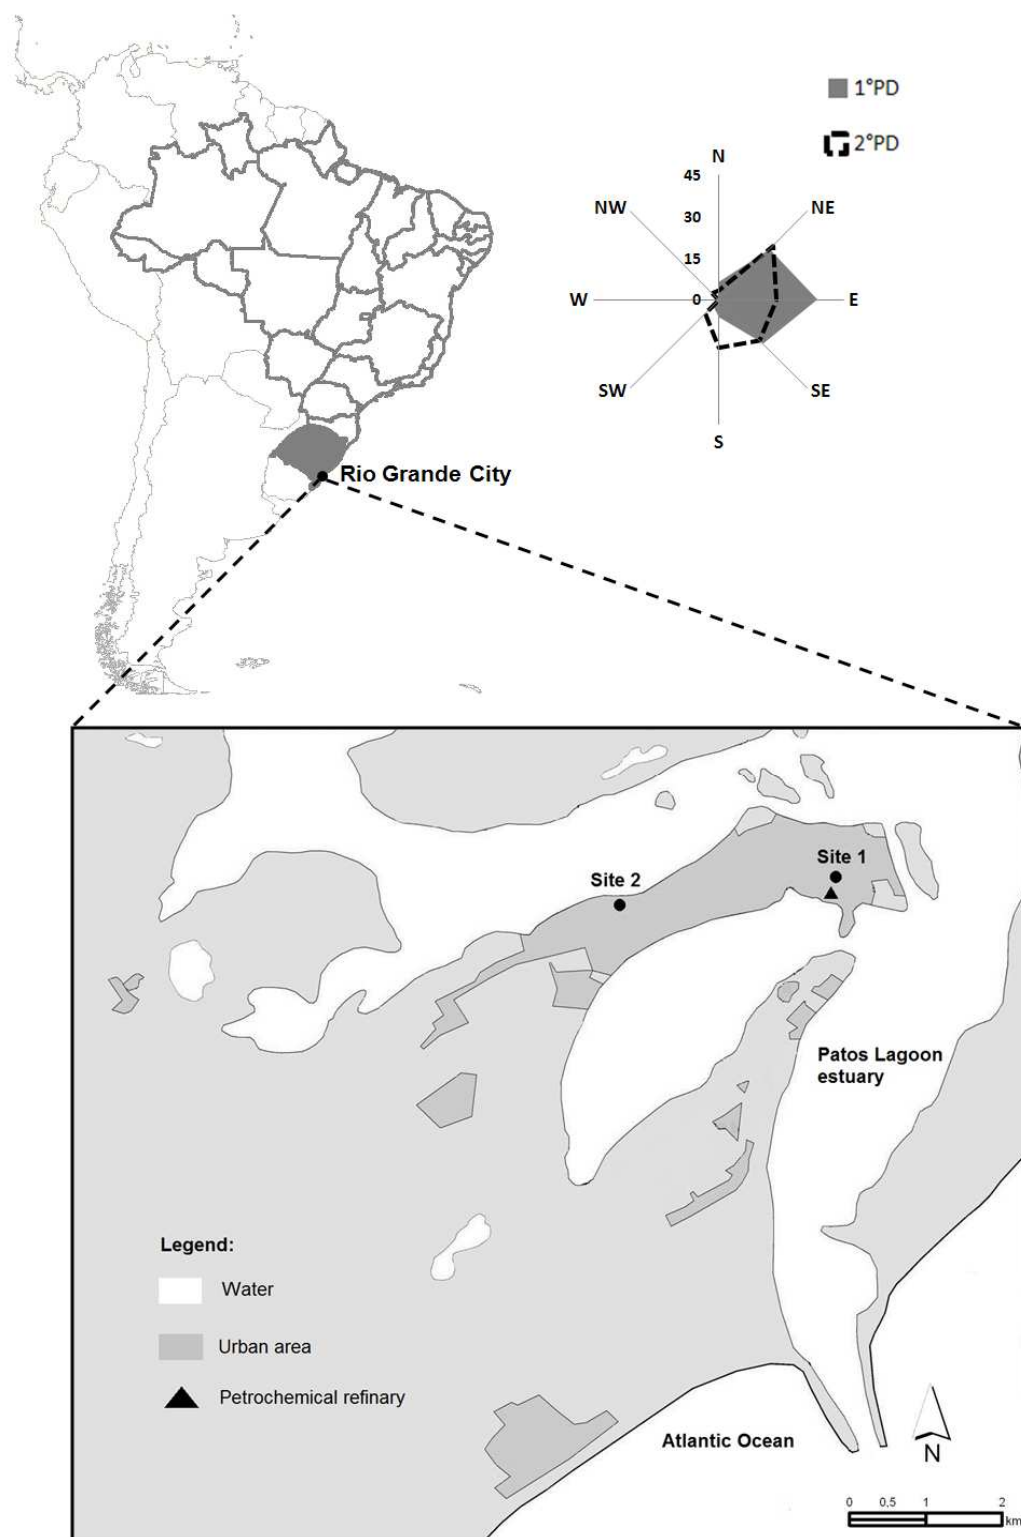 1°PD
2°PD
N
45
NW
NE
30
15
W
0
E
SW
SE
S
Rio Grande City
Site 1
Site 2
Patos Lagoon
estuary
Legend:
Water
Urban area
Petrochemical refinary
Atlantic Ocean
N
0 0,5 1 2
km